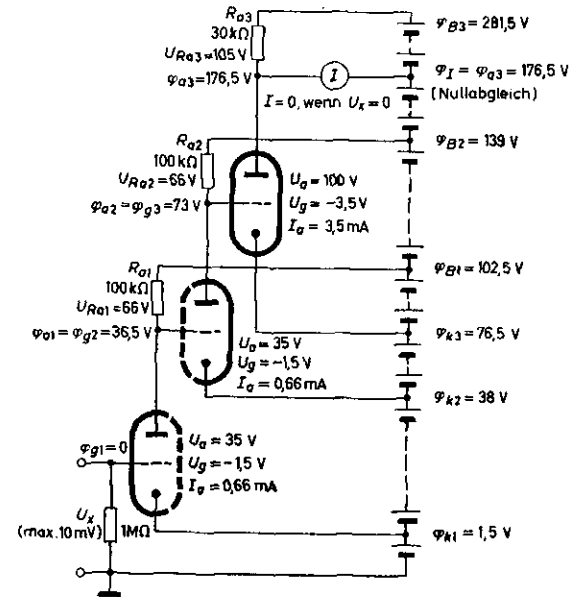 R_a3
30 kΩ
U_Ra3 = 105 V
φ_a3 = 176,5 V
I
I = 0, wenn U_x = 0
φ_B3 = 281,5 V
φ_I = φ_a3 = 176,5 V
(Nullabgleich)
R_a2
100 kΩ
U_Ra2 = 66 V
φ_a2 = φ_g3 = 73 V
U_a = 100 V
U_g = −3,5 V
I_a = 3,5 mA
φ_B2 = 139 V
R_a1
100 kΩ
U_Ra1 = 66 V
φ_a1 = φ_g2 = 36,5 V
U_a = 35 V
U_g = −1,5 V
I_a = 0,66 mA
φ_B1 = 102,5 V
φ_k3 = 76,5 V
φ_k2 = 38 V
φ_g1 = 0
U_a = 35 V
U_g = −1,5 V
I_a = 0,66 mA
U_x
(max. 10 mV)
1 MΩ
φ_k1 = 1,5 V